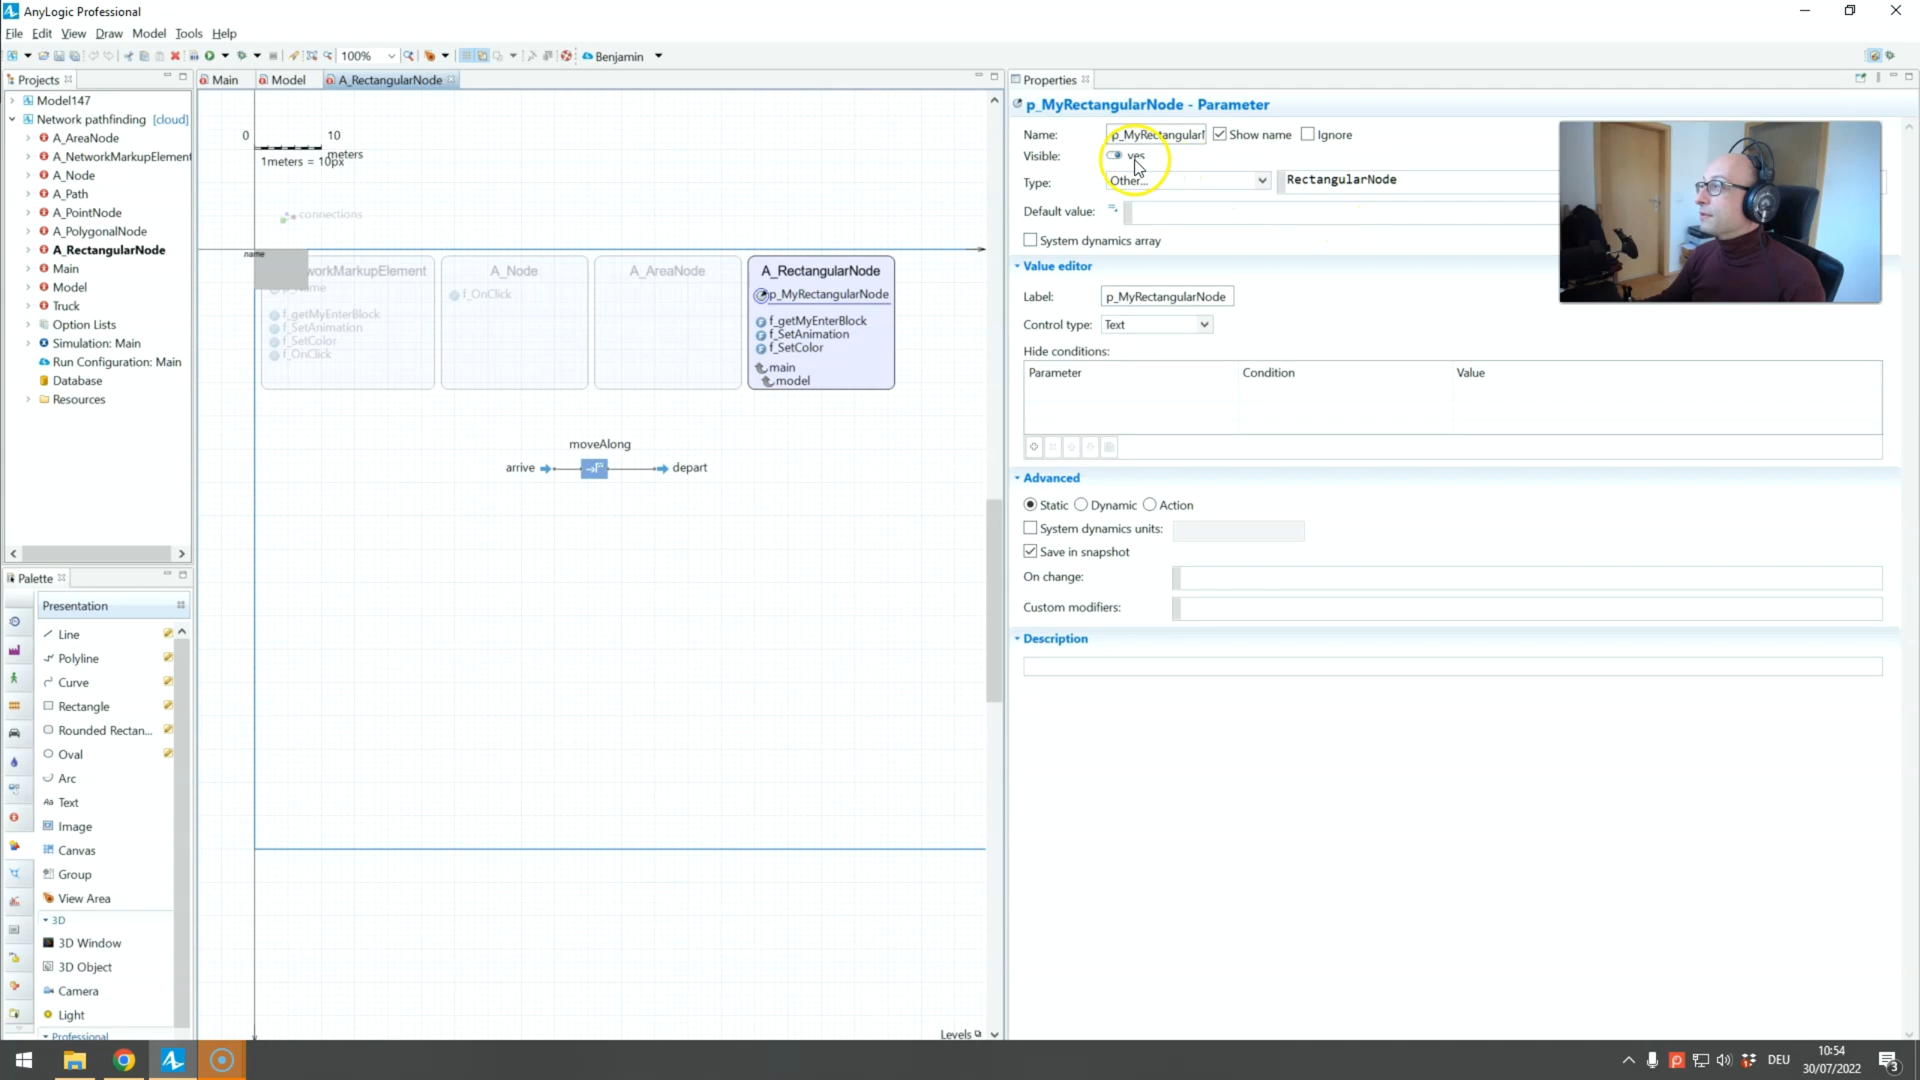 AnyLogic Professional
File Edit View Draw Model Tools Help
100% Benjamin
Projects
Model147
Network pathfinding [cloud]
A_AreaNode
A_NetworkMarkupElement
A_Node
A_Path
A_PointNode
A_PolygonalNode
A_RectangularNode
Main
Model
Truck
Option Lists
Simulation: Main
Run Configuration: Main
Database
Resources
Palette
Presentation
Line
Polyline
Curve
Rectangle
Rounded Rectan...
Oval
Arc
Text
Image
Canvas
Group
View Area
3D
3D Window
3D Object
Camera
Light
Professional
Main Model A_RectangularNode
0 10
meters
1meters = 10px
connections
name
workMarkupElement
p_Name
f_getMyEnterBlock
f_SetAnimation
f_SetColor
f_OnClick
A_Node
f_OnClick
A_AreaNode
A_RectangularNode
p_MyRectangularNode
f_getMyEnterBlock
f_SetAnimation
f_SetColor
main
model
moveAlong
arrive depart
Levels
Properties
p_MyRectangularNode - Parameter
Name: p_MyRectangularN Show name Ignore
Visible: yes
Type: Other... RectangularNode
Default value:
System dynamics array
Value editor
Label: p_MyRectangularNode
Control type: Text
Hide conditions:
Parameter Condition Value
Advanced
Static Dynamic Action
System dynamics units:
Save in snapshot
On change:
Custom modifiers:
Description
DEU
10:54
30/07/2022
3